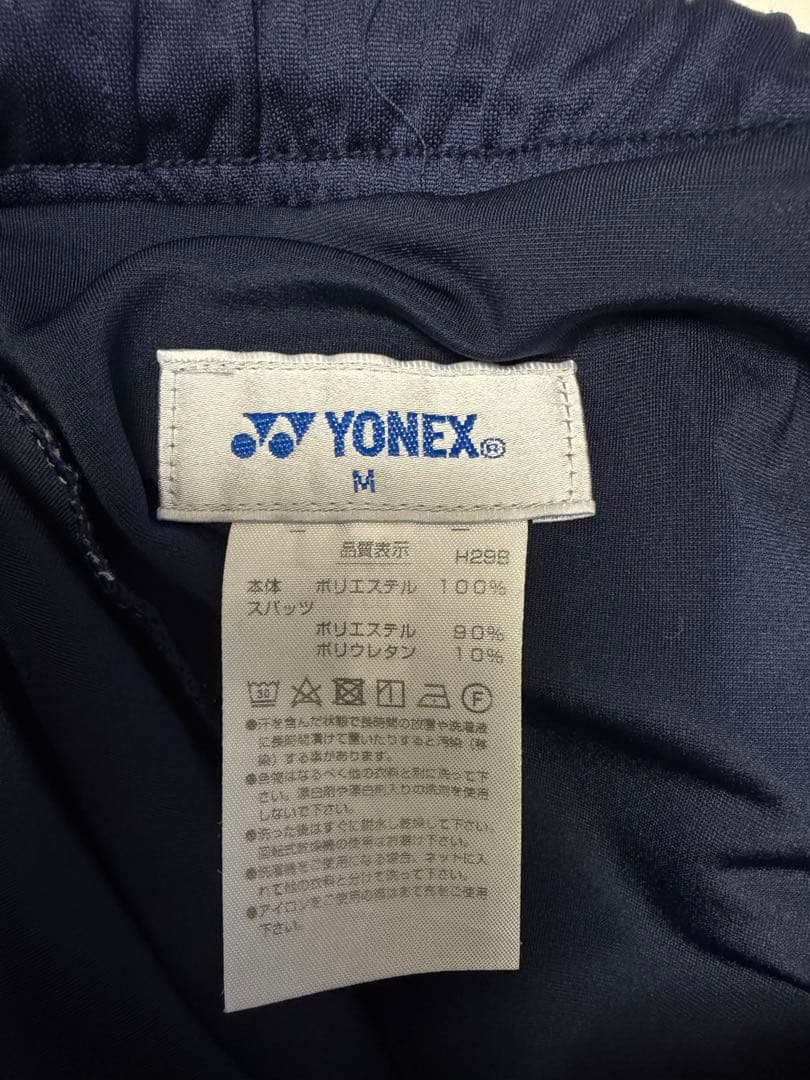 YONEX®
M
品質表示 H29B
本体 ポリエステル 100%
スパッツ
ポリエステル 90%
ポリウレタン 10%
30 F
●汗を含んだ状態で長時間の放置や洗濯液
に長時間漬けて置いたりすると汚染(移
染)する事があります。
●色物はなるべく他の衣料と別に洗って下
さい。漂白剤や漂白剤入りの洗剤を使用
しないで下さい。
●洗った後はすぐに脱水し乾燥して下さい。
回転式乾燥機の使用はお避け下さい。
●洗濯機をご使用になる場合、ネットに入
れて他の衣料と分けて洗って下さい。
●アイロンをご使用の際はあて布をご使用
下さい。